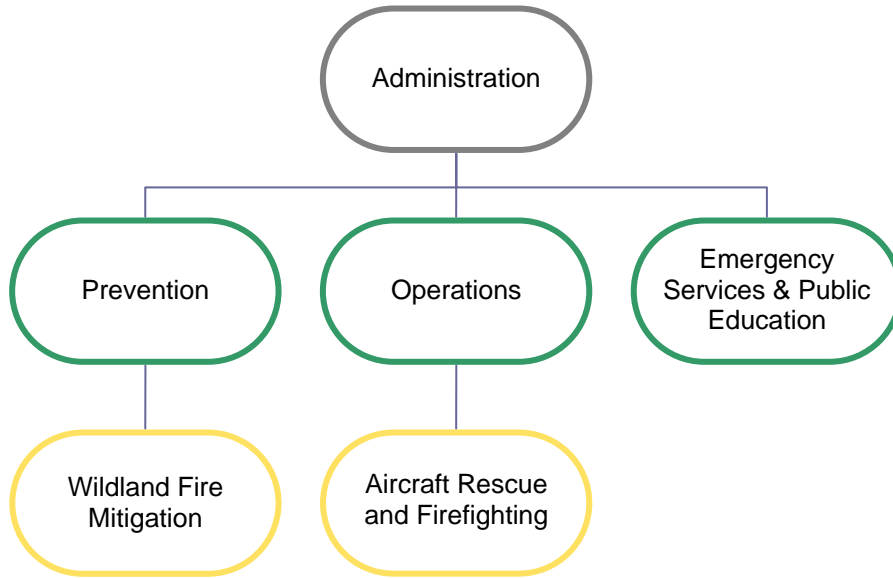 Administration
Prevention
Operations
Emergency
Services & Public
Education
Wildland Fire
Mitigation
Aircraft Rescue
and Firefighting